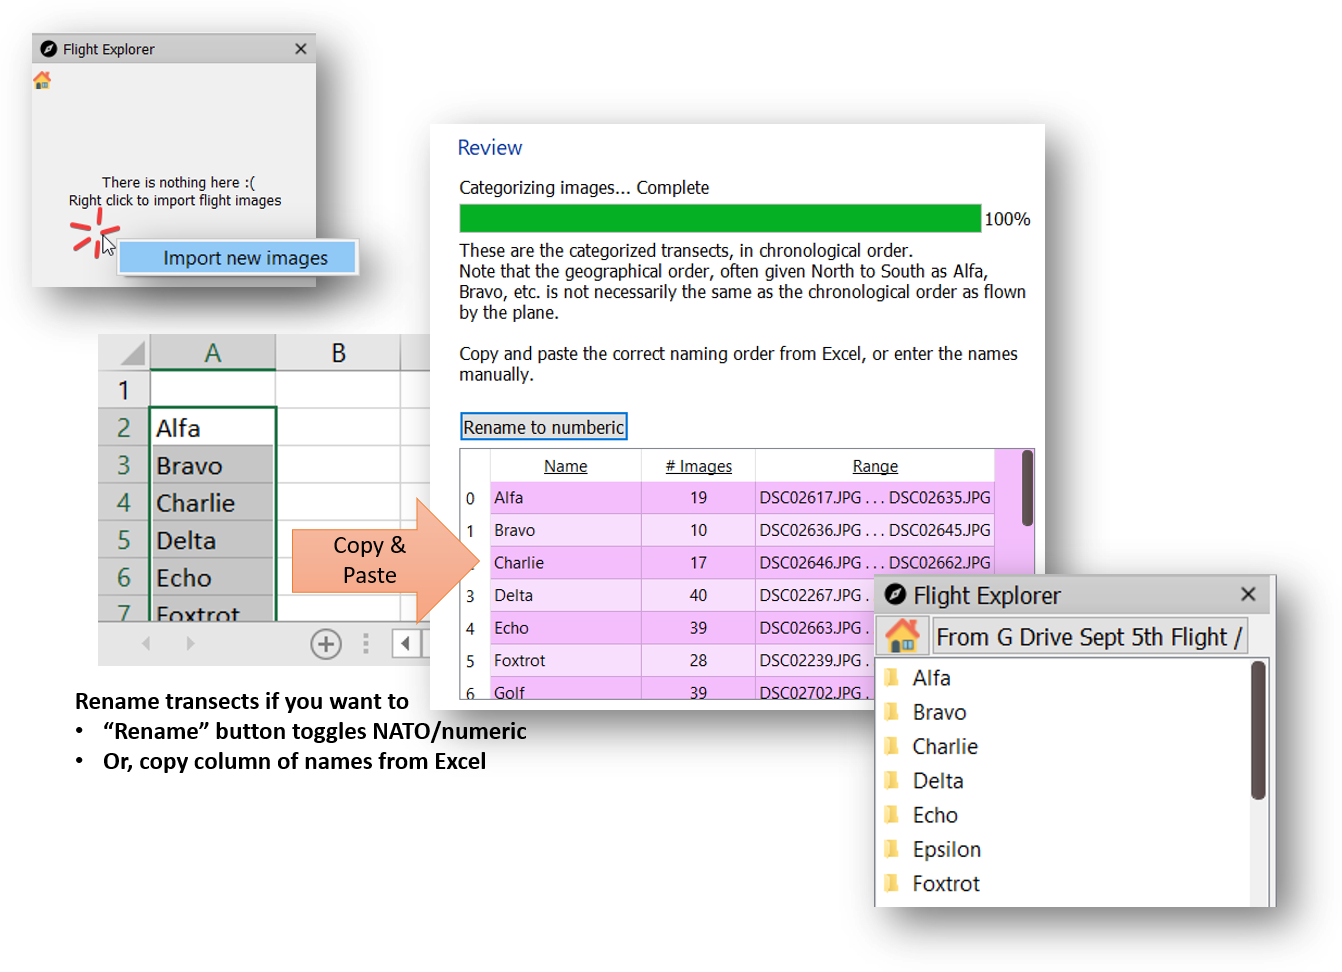 Flight Explorer
There is nothing here :(
Right click to import flight images
Import new images
A B
1
2 Alfa
3 Bravo
4 Charlie
5 Delta
6 Echo
7 Foxtrot
Copy &
Paste
Review
Categorizing images... Complete
100%
These are the categorized transects, in chronological order.
Note that the geographical order, often given North to South as Alfa,
Bravo, etc. is not necessarily the same as the chronological order as flown
by the plane.
Copy and paste the correct naming order from Excel, or enter the names
manually.
Rename to numberic
Name # Images Range
0 Alfa 19 DSC02617.JPG . . . DSC02635.JPG
1 Bravo 10 DSC02636.JPG . . . DSC02645.JPG
Charlie 17 DSC02646.JPG . . . DSC02662.JPG
3 Delta 40 DSC02267.JPG .
4 Echo 39 DSC02663.JPG .
5 Foxtrot 28 DSC02239.JPG .
6 Golf 39 DSC02702.JPG .
Rename transects if you want to
• “Rename” button toggles NATO/numeric
• Or, copy column of names from Excel
Flight Explorer
From G Drive Sept 5th Flight /
Alfa
Bravo
Charlie
Delta
Echo
Epsilon
Foxtrot